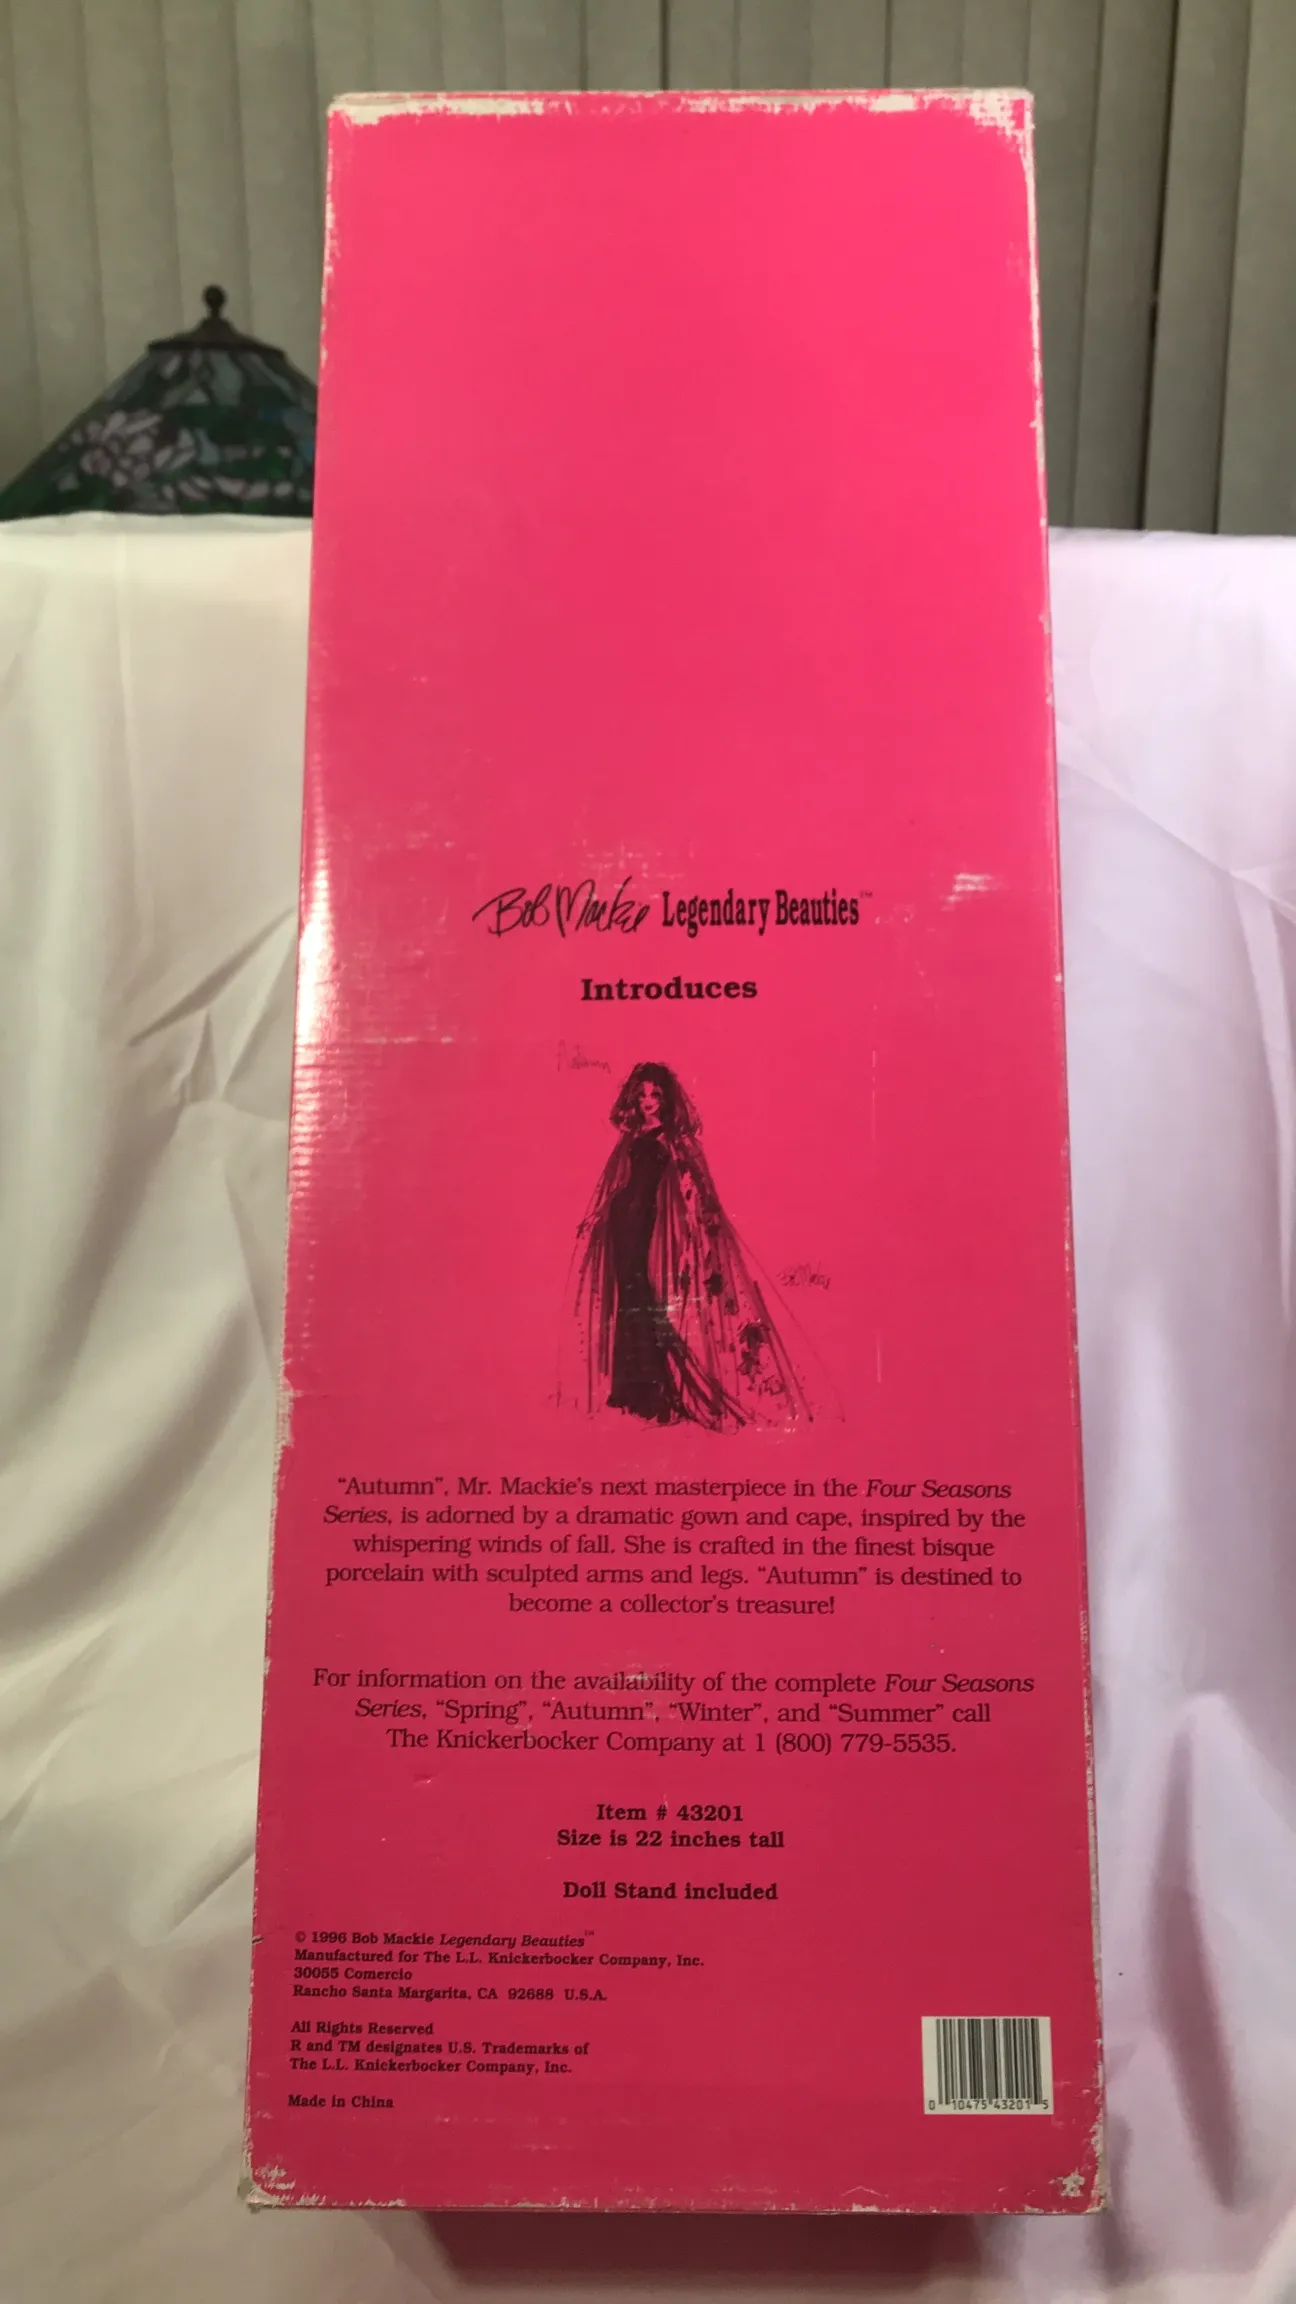 Bob Mackie Legendary Beauties™
Introduces
Autumn
Bob Mackie
“Autumn”, Mr. Mackie’s next masterpiece in the Four Seasons
Series, is adorned by a dramatic gown and cape, inspired by the
whispering winds of fall. She is crafted in the finest bisque
porcelain with sculpted arms and legs. “Autumn” is destined to
become a collector’s treasure!
For information on the availability of the complete Four Seasons
Series, “Spring”, “Autumn”, “Winter”, and “Summer” call
The Knickerbocker Company at 1 (800) 779-5535.
Item # 43201
Size is 22 inches tall
Doll Stand included
© 1996 Bob Mackie Legendary Beauties™
Manufactured for The L.L. Knickerbocker Company, Inc.
30055 Comercio
Rancho Santa Margarita, CA 92688 U.S.A.
All Rights Reserved
R and TM designates U.S. Trademarks of
The L.L. Knickerbocker Company, Inc.
Made in China
0 10475 43201 5